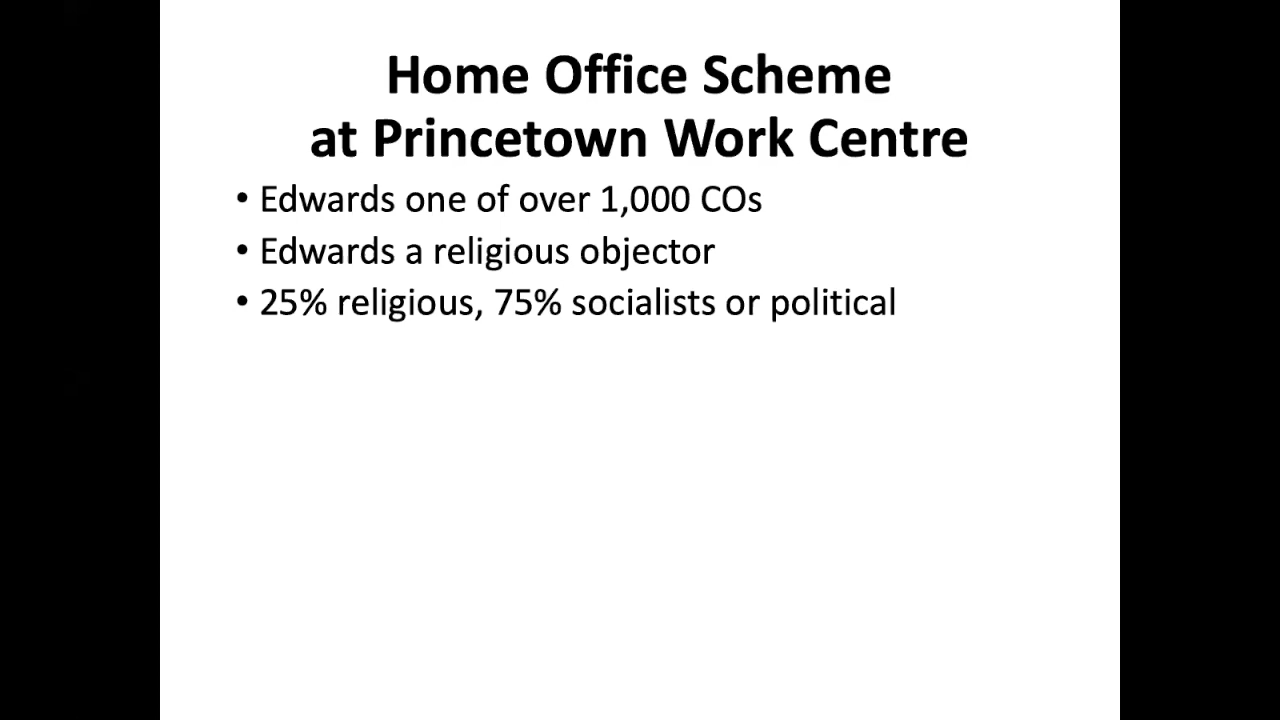 Home Office Scheme
at Princetown Work Centre
• Edwards one of over 1,000 COs
• Edwards a religious objector
• 25% religious, 75% socialists or political